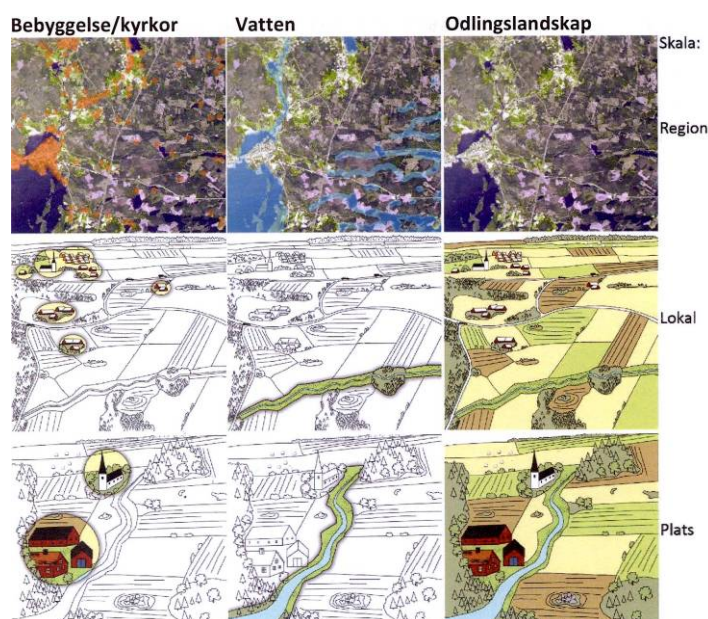 Bebyggelse/kyrkor Vatten Odlingslandskap Skala:
Region
Lokal
Plats